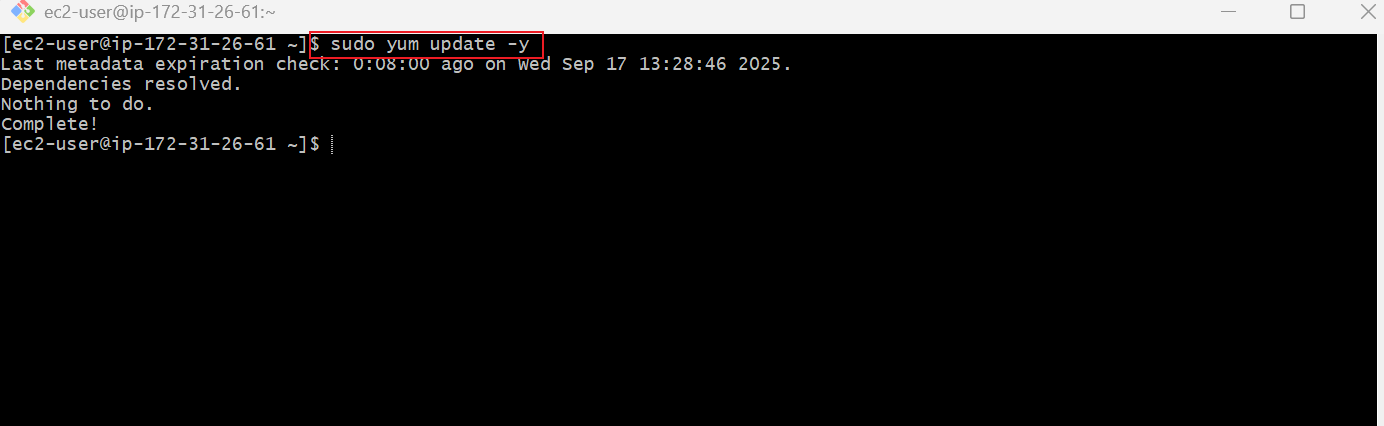 ec2-user@ip-172-31-26-61:~
[ec2-user@ip-172-31-26-61 ~]$ sudo yum update -y
Last metadata expiration check: 0:08:00 ago on Wed Sep 17 13:28:46 2025.
Dependencies resolved.
Nothing to do.
Complete!
[ec2-user@ip-172-31-26-61 ~]$